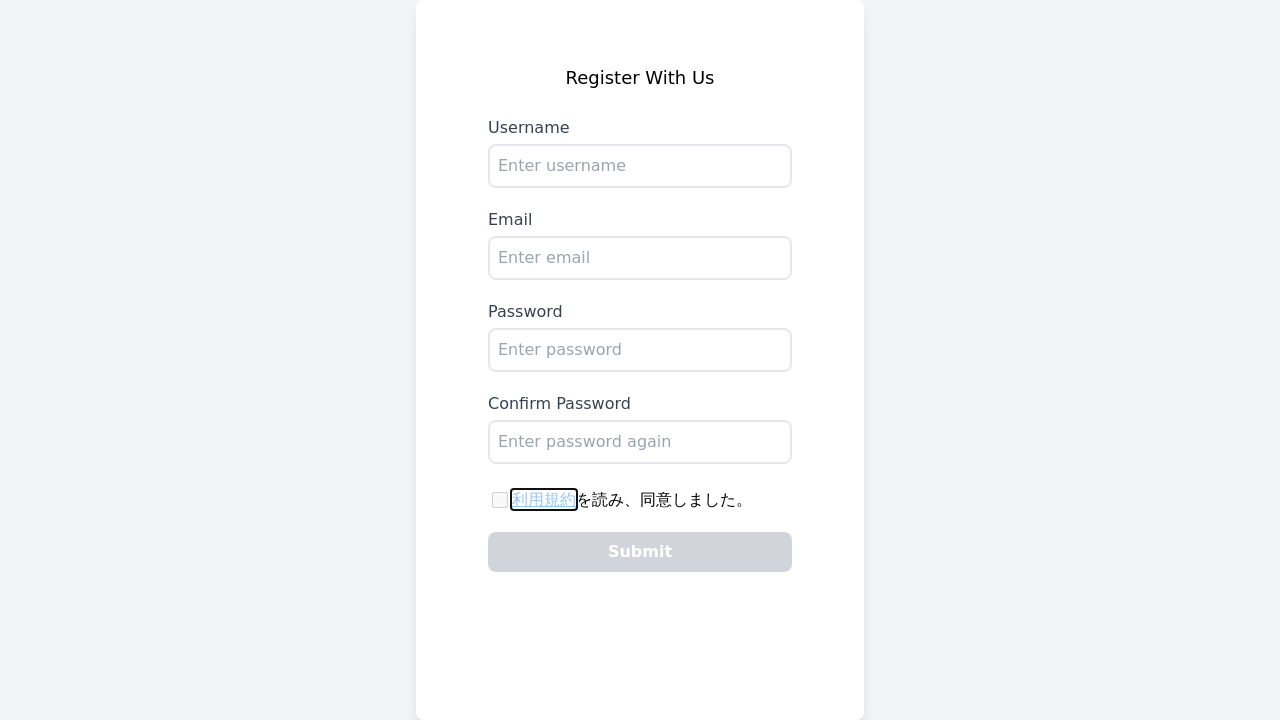 Register With Us
Username
Enter username
Email
Enter email
Password
Enter password
Confirm Password
Enter password again
利用規約を読み、同意しました。
Submit